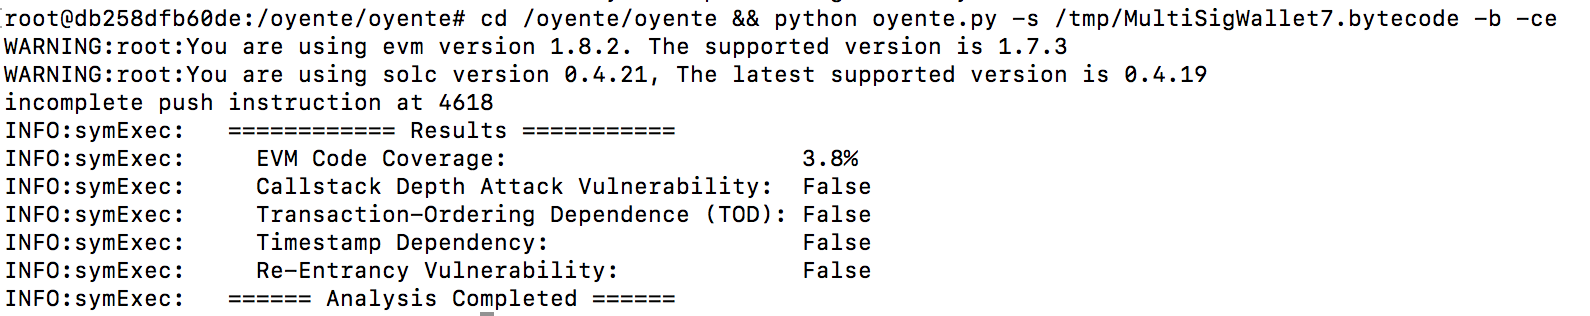 root@db258dfb60de:/oyente/oyente# cd /oyente/oyente && python oyente.py -s /tmp/MultiSigWallet7.bytecode -b -ce
WARNING:root:You are using evm version 1.8.2. The supported version is 1.7.3
WARNING:root:You are using solc version 0.4.21, The latest supported version is 0.4.19
incomplete push instruction at 4618
INFO:symExec:   ============ Results ===========
INFO:symExec:     EVM Code Coverage:                     3.8%
INFO:symExec:     Callstack Depth Attack Vulnerability:  False
INFO:symExec:     Transaction-Ordering Dependence (TOD): False
INFO:symExec:     Timestamp Dependency:                  False
INFO:symExec:     Re-Entrancy Vulnerability:             False
INFO:symExec:   ====== Analysis Completed ======